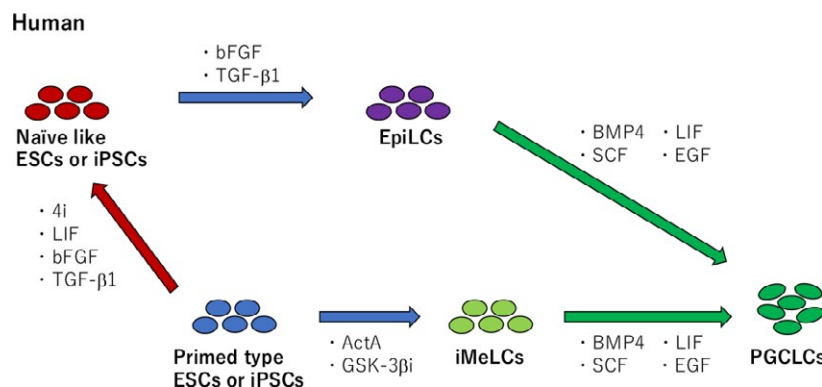 Human
・bFGF
・TGF-β1
Naïve like
ESCs or iPSCs
EpiLCs
・BMP4 ・LIF
・SCF ・EGF
・4i
・LIF
・bFGF
・TGF-β1
Primed type
ESCs or iPSCs
・ActA
・GSK-3βi
iMeLCs
・BMP4 ・LIF
・SCF ・EGF
PGCLCs